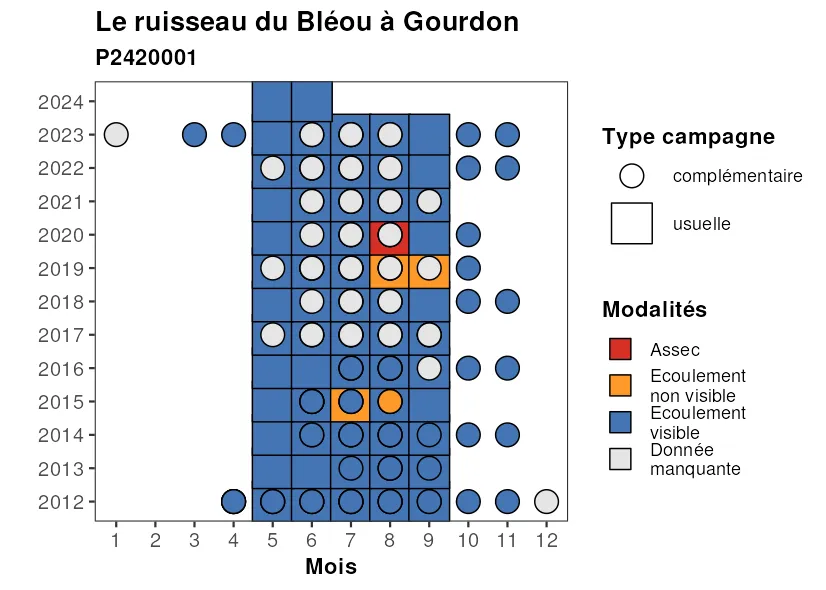 Le ruisseau du Bléou à Gourdon
P2420001
2024
2023
2022
2021
2020
2019
2018
2017
2016
2015
2014
2013
2012
1 2 3 4 5 6 7 8 9 10 11 12
Mois
Type campagne
complémentaire
usuelle
Modalités
Assec
Ecoulement
non visible
Ecoulement
visible
Donnée
manquante